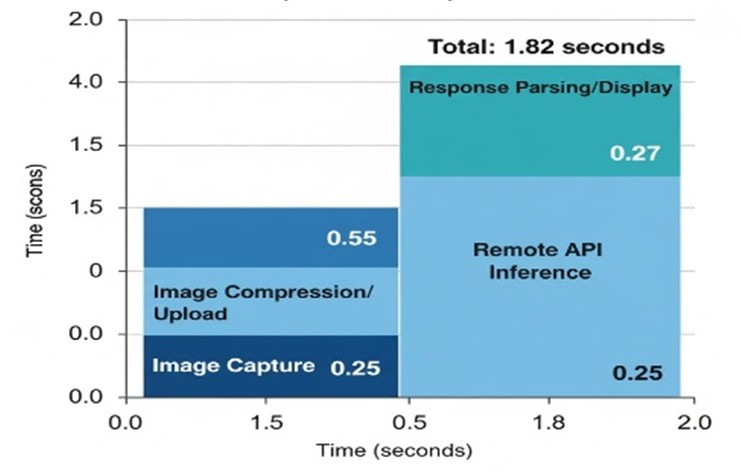 2.0
Total: 1.82 seconds
4.0
Response Parsing/Display
1.5
0.27
1.5
0.55
Remote API
Inference
0
Image Compression/
Upload
0.0
Image Capture 0.25
0.25
0.0
Tine (scons)
0.0 1.5 0.5 1.8 2.0
Time (seconds)